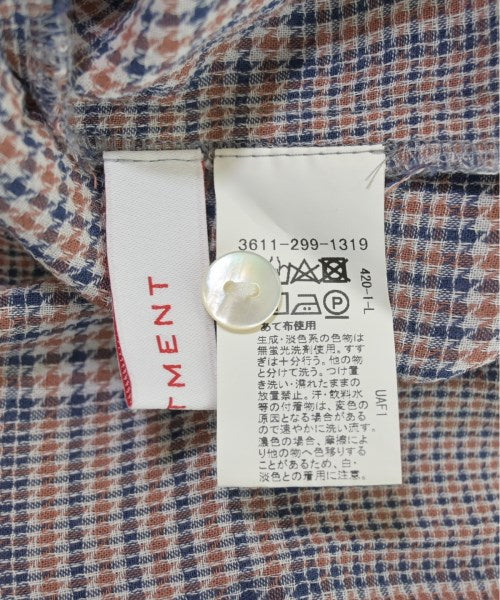 3611-299-1319
420-I-L
P
あて布使用
生成・淡色系の色物は
無蛍光洗剤使用。すす
ぎは十分行う。他の物
と分けて洗う。つけ置
き洗い・濡れたままの
放置禁止。汗・飲料水
等の付着物は、変色の
原因となる場合がある
ので速やかに洗い流す。
濃色の場合、摩擦によ
り他の物へ色移りする
ことがあるため、白・
淡色との着用に注意。
UAF1
TMENT